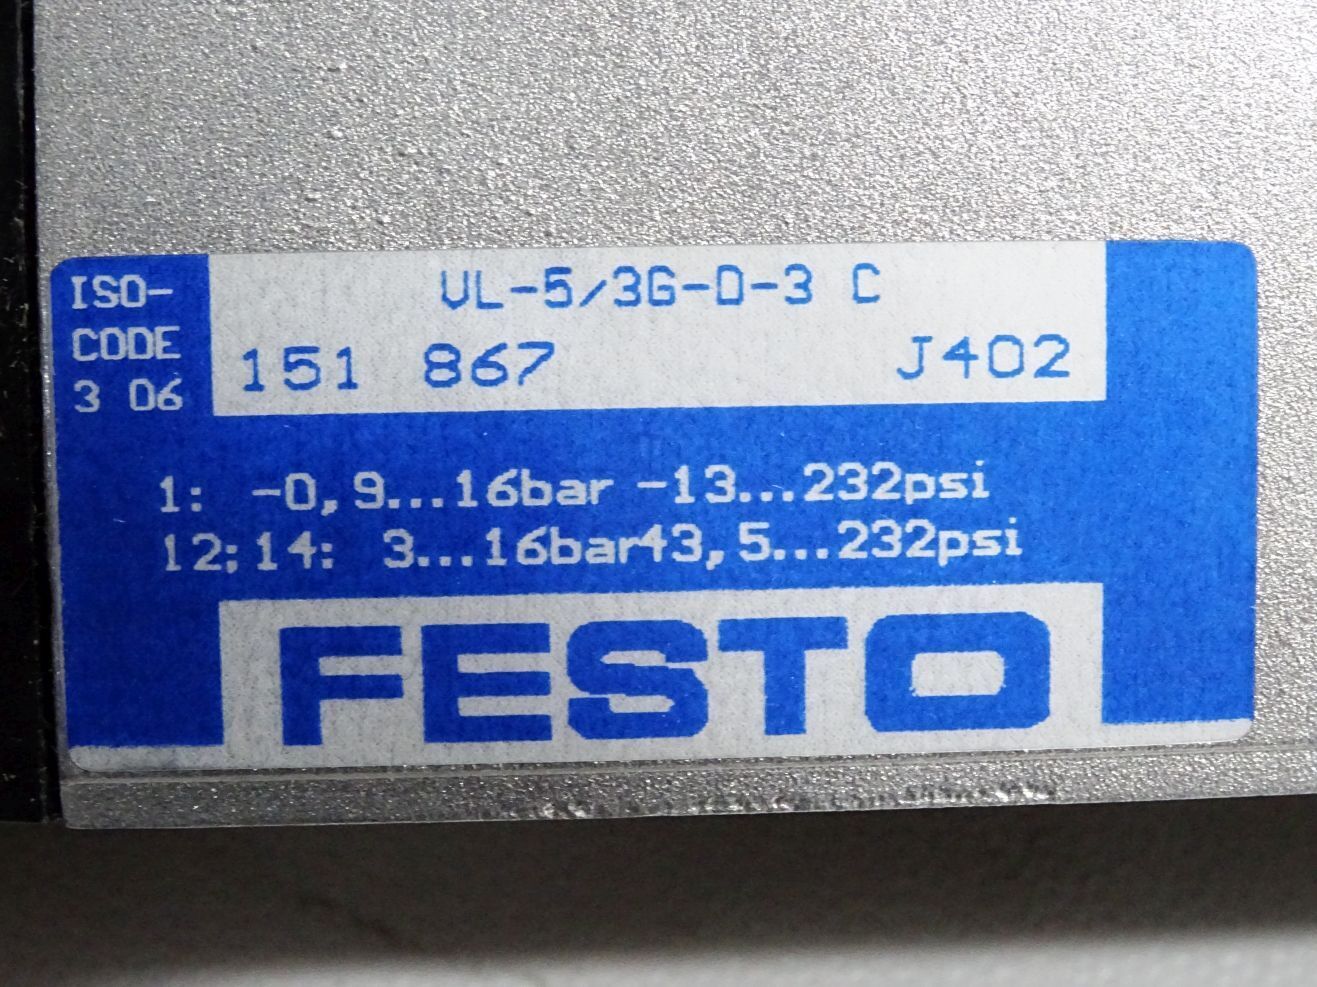 ISO-
CODE
3 06
VL-5/3G-D-3 C
151 867 J402
1: -0,9...16bar -13...232psi
12;14: 3...16bar43,5...232psi
FESTO